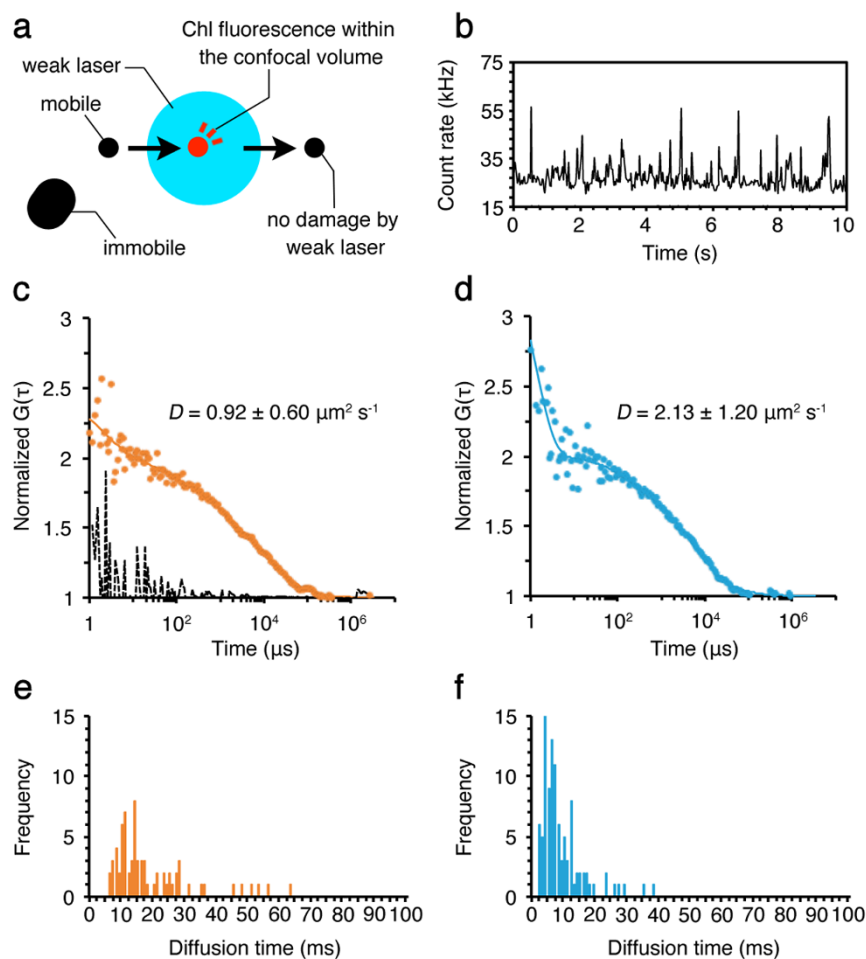 a
Chl fluorescence within
the confocal volume
weak laser
mobile
immobile
no damage by
weak laser
b
75
55
35
15
Count rate (kHz)
0 2 4 6 8 10
Time (s)
c
3
2.5
2
1.5
1
Normalized G(τ)
D = 0.92 ± 0.60 μm² s⁻¹
1 10² 10⁴ 10⁶
Time (μs)
d
3
2.5
2
1.5
1
Normalized G(τ)
D = 2.13 ± 1.20 μm² s⁻¹
1 10² 10⁴ 10⁶
Time (μs)
e
15
10
5
0
Frequency
0 10 20 30 40 50 60 70 80 90 100
Diffusion time (ms)
f
15
10
5
0
Frequency
0 10 20 30 40 50 60 70 80 90 100
Diffusion time (ms)